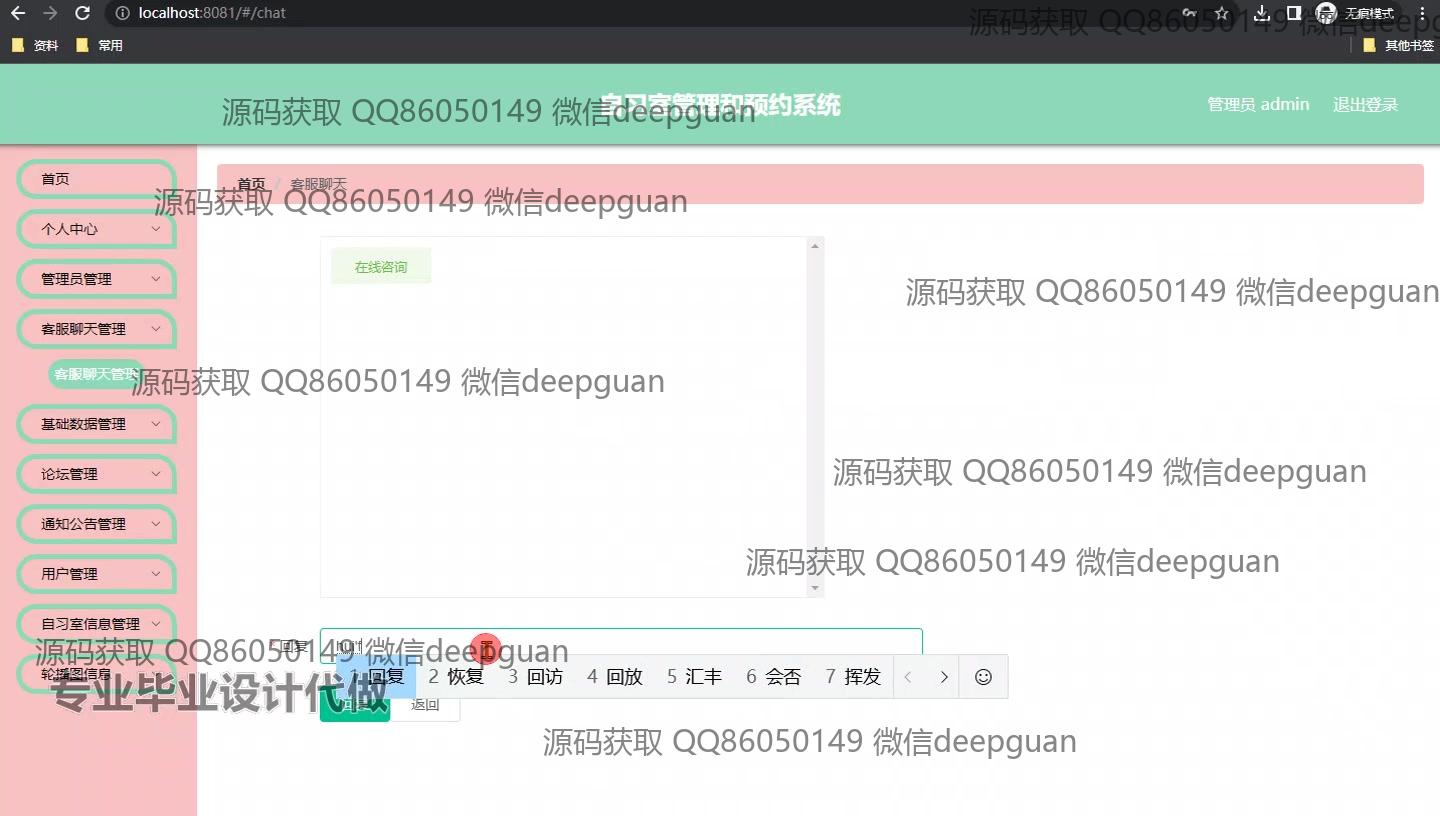 localhost:8081/#/chat
无痕模式
源码获取 QQ86050149 微信deepg
资料
常用
其他书签
自习室管理和预约系统
源码获取 QQ86050149 微信deepguan
管理员 admin
退出登录
首页
首页 / 客服聊天
源码获取 QQ86050149 微信deepguan
个人中心
在线咨询
管理员管理
源码获取 QQ86050149 微信deepguan
客服聊天管理
客服聊天管理
源码获取 QQ86050149 微信deepguan
基础数据管理
论坛管理
源码获取 QQ86050149 微信deepguan
通知公告管理
源码获取 QQ86050149 微信deepguan
用户管理
自习室信息管理
* 回复
源码获取 QQ86050149 微信deepguan
轮播图信息
1 回复 2 恢复 3 回访 4 回放 5 汇丰 6 会否 7 挥发
专业毕业设计代做
返回
源码获取 QQ86050149 微信deepguan